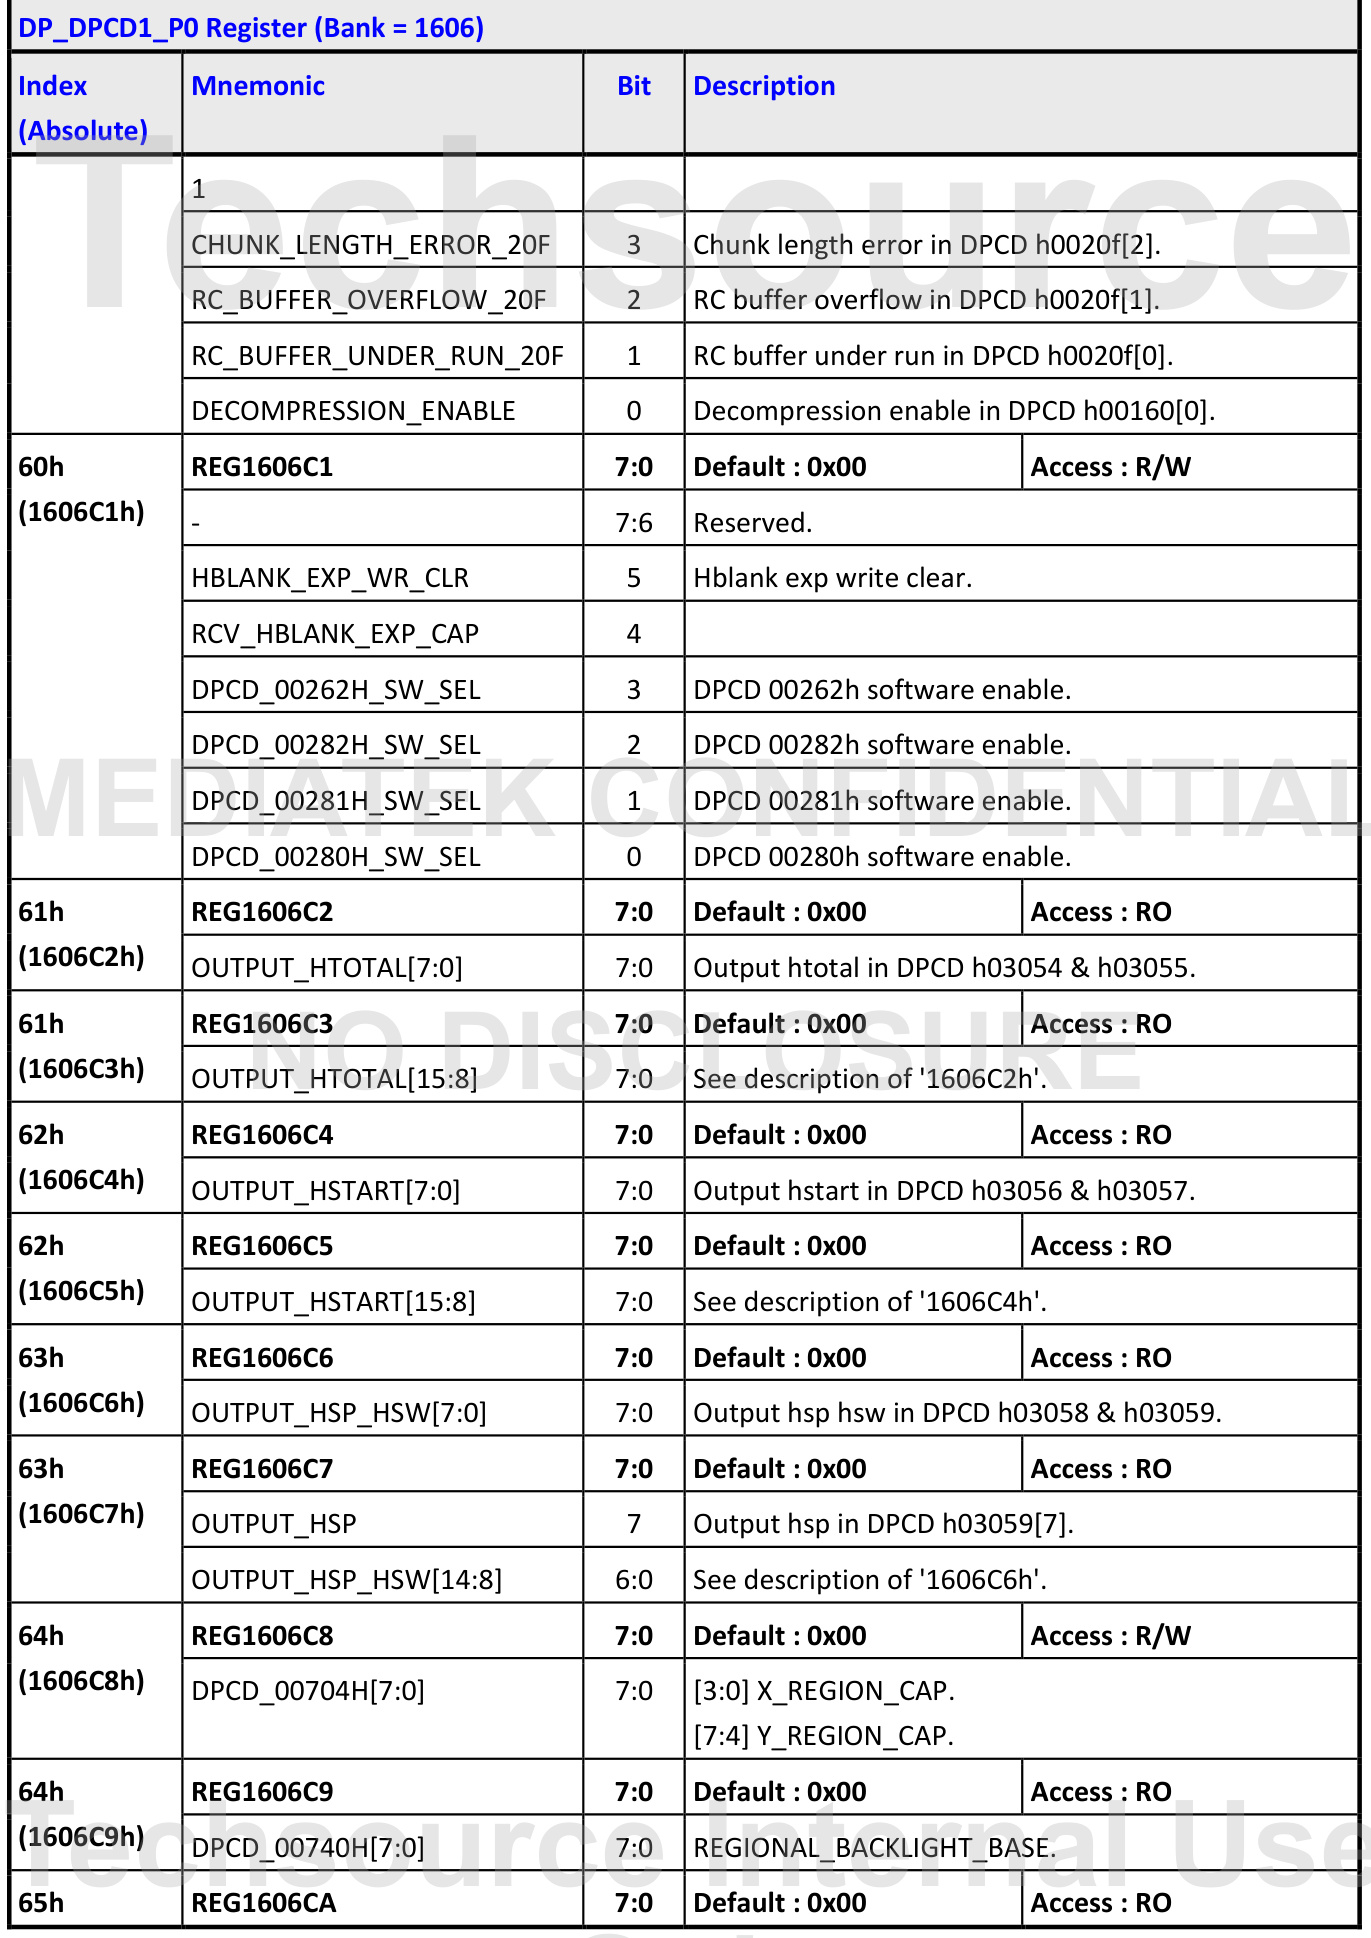 DP_DPCD1_P0 Register (Bank = 1606)
Index (Absolute) Mnemonic Bit Description
1
CHUNK_LENGTH_ERROR_20F 3 Chunk length error in DPCD h0020f[2].
RC_BUFFER_OVERFLOW_20F 2 RC buffer overflow in DPCD h0020f[1].
RC_BUFFER_UNDER_RUN_20F 1 RC buffer under run in DPCD h0020f[0].
DECOMPRESSION_ENABLE 0 Decompression enable in DPCD h00160[0].
60h (1606C1h) REG1606C1 7:0 Default : 0x00 Access : R/W
- 7:6 Reserved.
HBLANK_EXP_WR_CLR 5 Hblank exp write clear.
RCV_HBLANK_EXP_CAP 4
DPCD_00262H_SW_SEL 3 DPCD 00262h software enable.
DPCD_00282H_SW_SEL 2 DPCD 00282h software enable.
DPCD_00281H_SW_SEL 1 DPCD 00281h software enable.
DPCD_00280H_SW_SEL 0 DPCD 00280h software enable.
61h (1606C2h) REG1606C2 7:0 Default : 0x00 Access : RO
OUTPUT_HTOTAL[7:0] 7:0 Output htotal in DPCD h03054 & h03055.
61h (1606C3h) REG1606C3 7:0 Default : 0x00 Access : RO
OUTPUT_HTOTAL[15:8] 7:0 See description of '1606C2h'.
62h (1606C4h) REG1606C4 7:0 Default : 0x00 Access : RO
OUTPUT_HSTART[7:0] 7:0 Output hstart in DPCD h03056 & h03057.
62h (1606C5h) REG1606C5 7:0 Default : 0x00 Access : RO
OUTPUT_HSTART[15:8] 7:0 See description of '1606C4h'.
63h (1606C6h) REG1606C6 7:0 Default : 0x00 Access : RO
OUTPUT_HSP_HSW[7:0] 7:0 Output hsp hsw in DPCD h03058 & h03059.
63h (1606C7h) REG1606C7 7:0 Default : 0x00 Access : RO
OUTPUT_HSP 7 Output hsp in DPCD h03059[7].
OUTPUT_HSP_HSW[14:8] 6:0 See description of '1606C6h'.
64h (1606C8h) REG1606C8 7:0 Default : 0x00 Access : R/W
DPCD_00704H[7:0] 7:0 [3:0] X_REGION_CAP.
[7:4] Y_REGION_CAP.
64h (1606C9h) REG1606C9 7:0 Default : 0x00 Access : RO
DPCD_00740H[7:0] 7:0 REGIONAL_BACKLIGHT_BASE.
65h REG1606CA 7:0 Default : 0x00 Access : RO
Techsource
MEDIATEK CONFIDENTIAL
NO DISCLOSURE
Techsource Internal Use